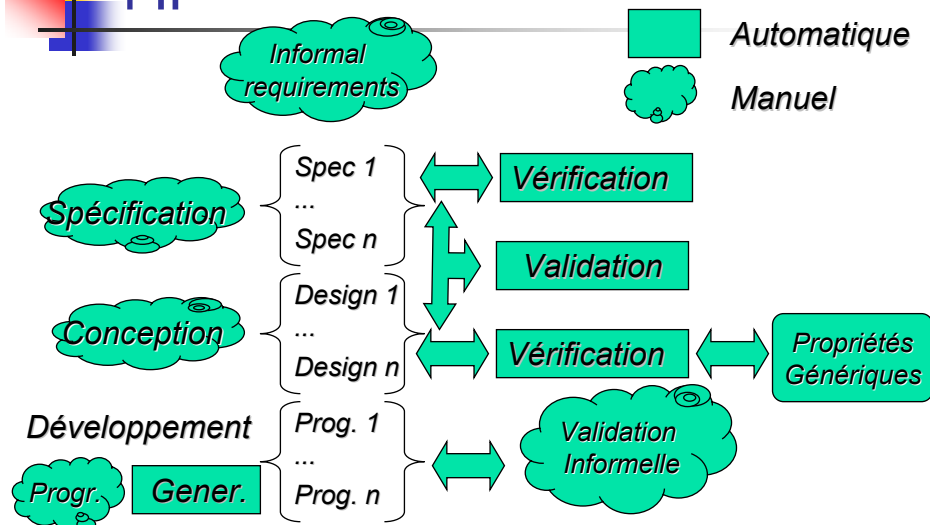 Informal
requirements
Automatique
Manuel
Spécification
Spec 1
...
Spec n
Vérification
Validation
Conception
Design 1
...
Design n
Vérification
Propriétés
Génériques
Développement
Progr.
Gener.
Prog. 1
...
Prog. n
Validation
Informelle